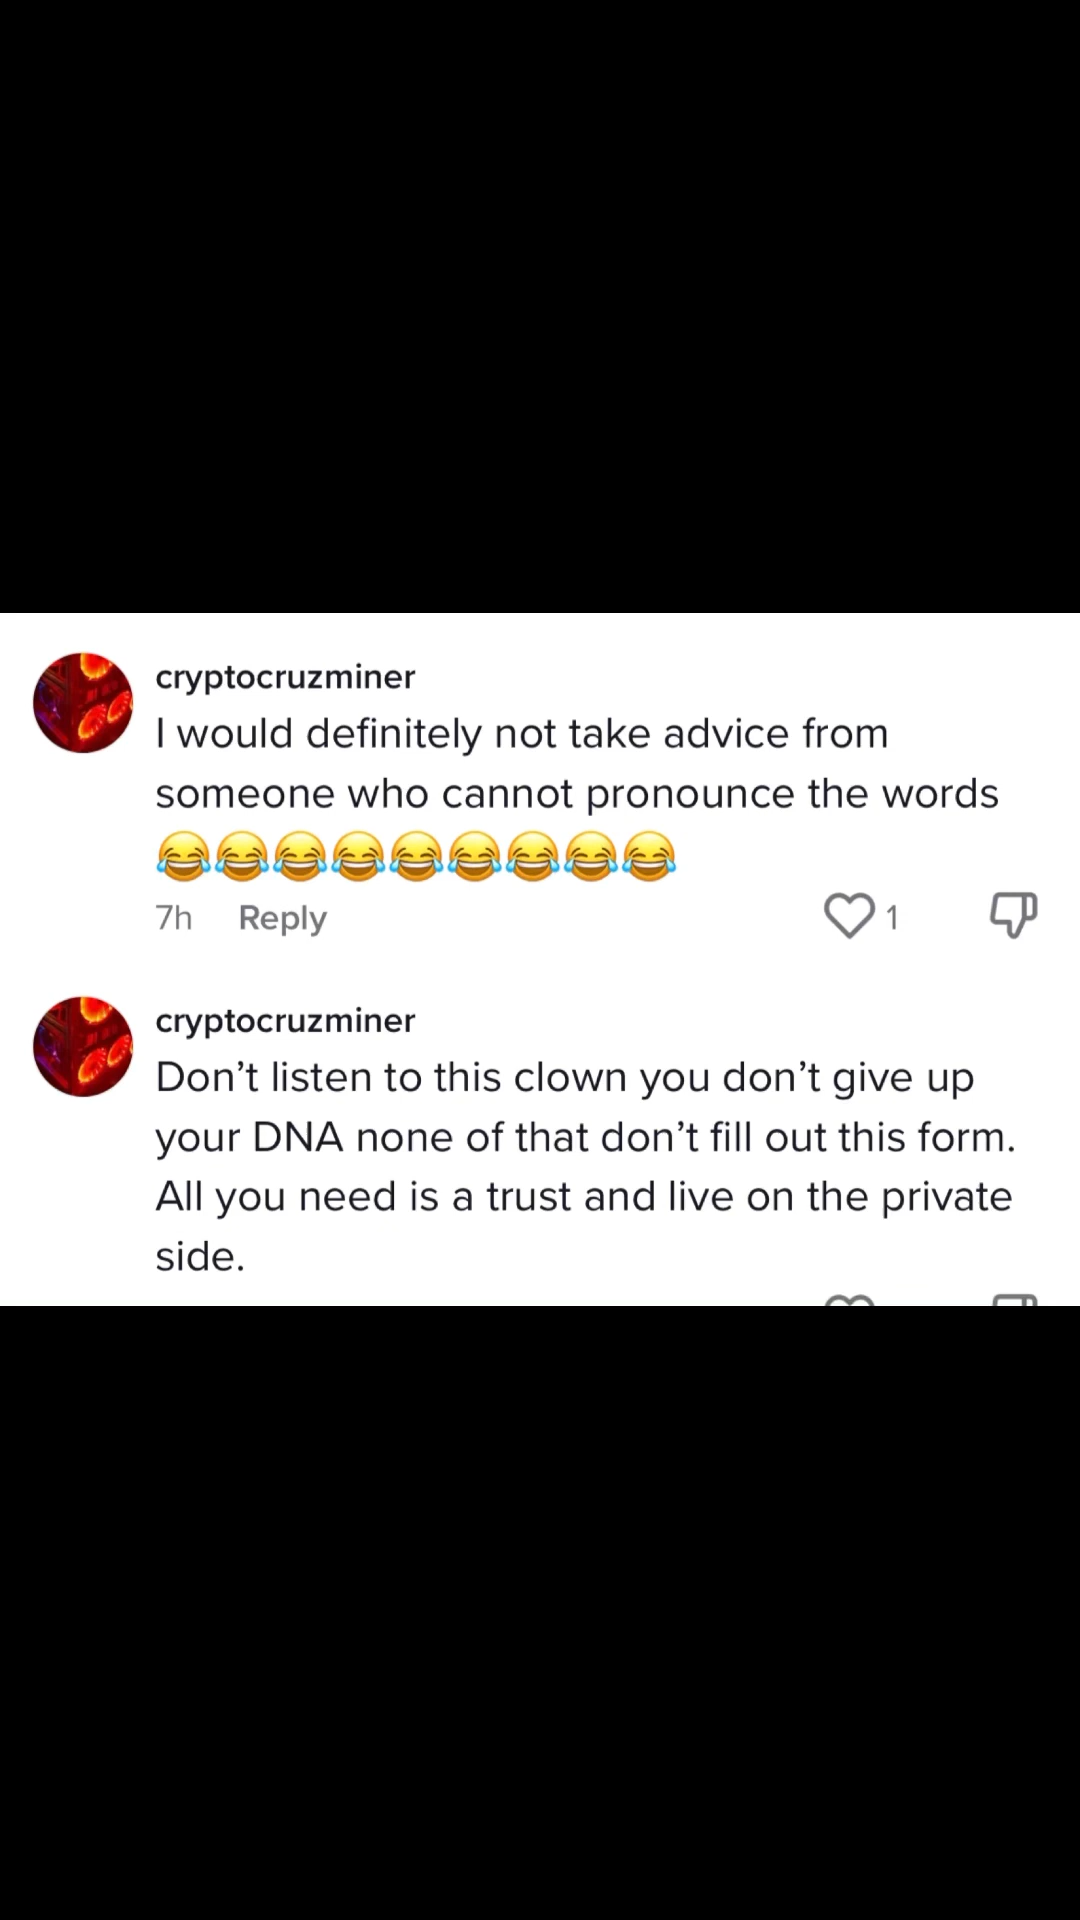 cryptocruzminer
I would definitely not take advice from
someone who cannot pronounce the words
😂😂😂😂😂😂😂😂😂
7h Reply 1
cryptocruzminer
Don’t listen to this clown you don’t give up
your DNA none of that don’t fill out this form.
All you need is a trust and live on the private
side.